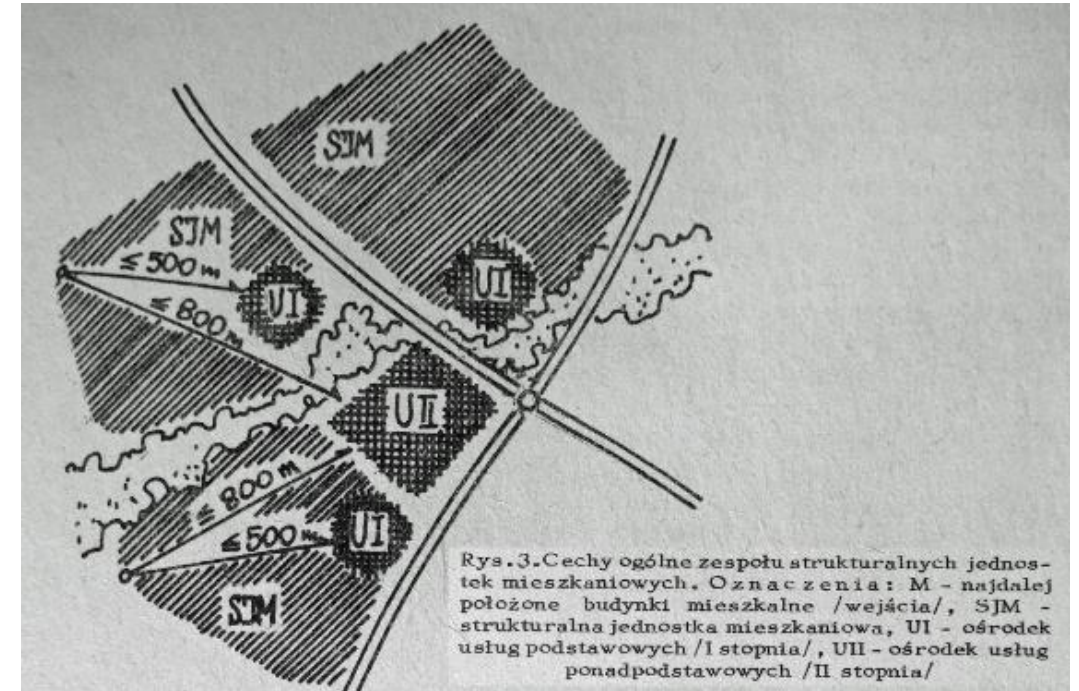 SJM
SJM
≤ 500 m
UI
UI
≤ 800 m
UII
≤ 800 m
UI
≤ 500 m
SJM
Rys.3.Cechy ogólne zespołu strukturalnych jednos-
tek mieszkaniowych. Oznaczenia: M - najdalej
położone budynki mieszkalne /wejścia/, SJM -
strukturalna jednostka mieszkaniowa, UI - ośrodek
usług podstawowych /I stopnia/, UII - ośrodek usług
ponadpodstawowych /II stopnia/